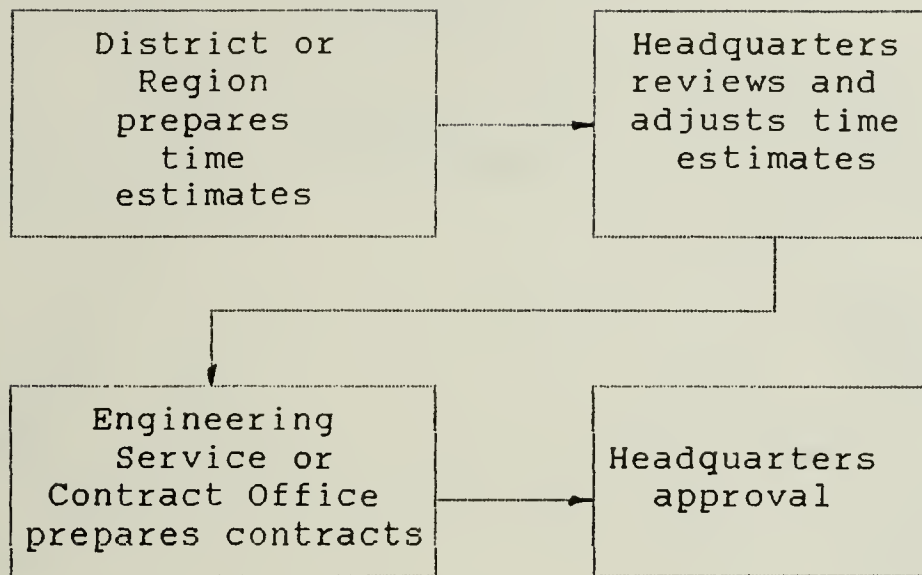 District or
Region
prepares
time
estimates
Headquarters
reviews and
adjusts time
estimates
Engineering
Service or
Contract Office
prepares contracts
Headquarters
approval